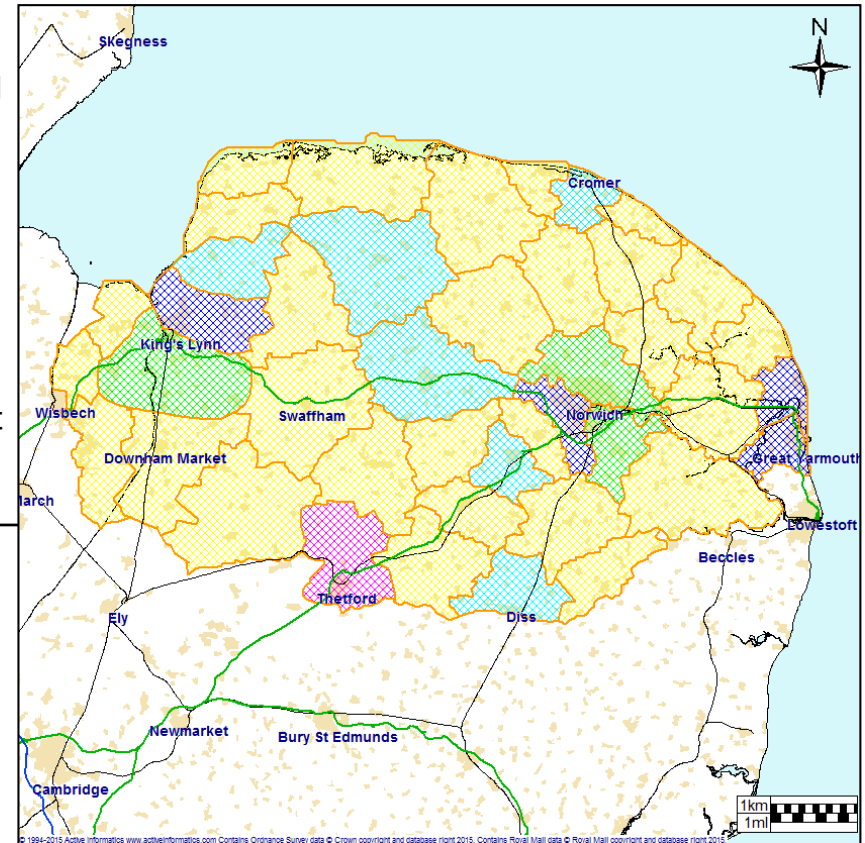 Skegness
N
Cromer
King's Lynn
Wisbech
Swaffham
Norwich
Downham Market
Great Yarmouth
March
Lowestoft
Beccles
Thetford
Diss
Ely
Newmarket
Bury St Edmunds
Cambridge
1km
1ml
© 1994-2015 Active Informatics www.activeinformatics.com Contains Ordnance Survey data © Crown copyright and database right 2015, Contains Royal Mail data © Royal Mail copyright and database right 2015.